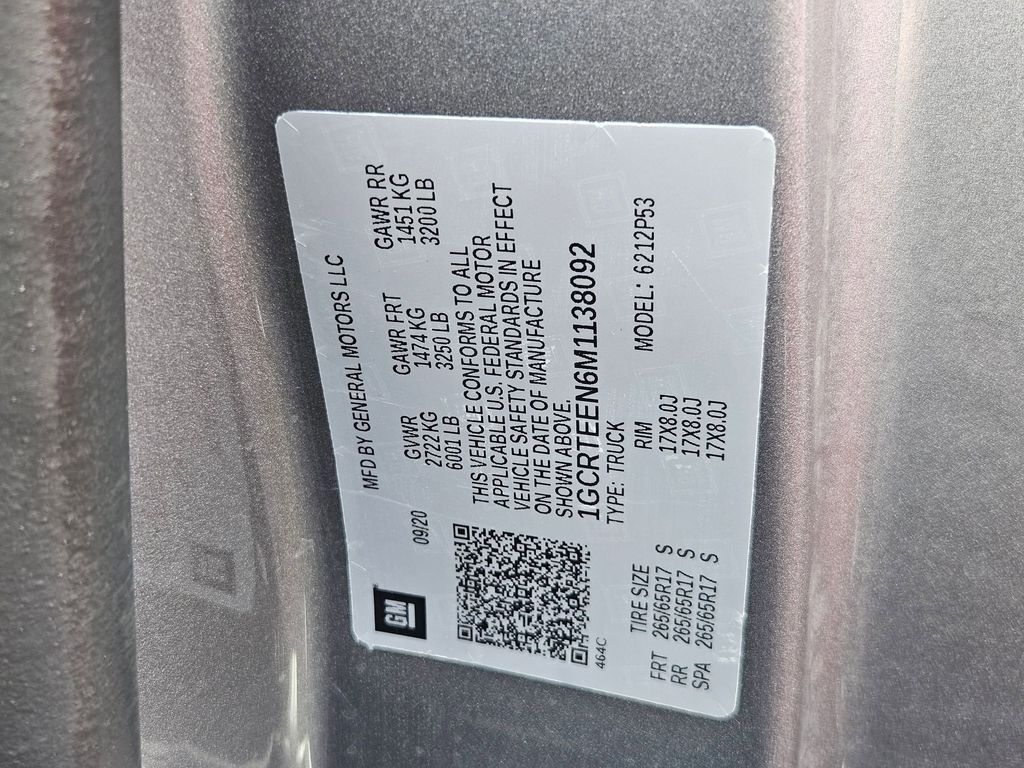 GM
09/20
MFD BY GENERAL MOTORS LLC
GVWR GAWR FRT GAWR RR
2722 KG 1474 KG 1451 KG
6001 LB 3250 LB 3200 LB
THIS VEHICLE CONFORMS TO ALL
APPLICABLE U.S. FEDERAL MOTOR
VEHICLE SAFETY STANDARDS IN EFFECT
ON THE DATE OF MANUFACTURE
SHOWN ABOVE.
1GCRTEEN6M1138092
464C
TYPE: TRUCK MODEL: 6212P53
TIRE SIZE RIM
FRT 265/65R17 S 17X8.0J
RR 265/65R17 S 17X8.0J
SPA 265/65R17 S 17X8.0J